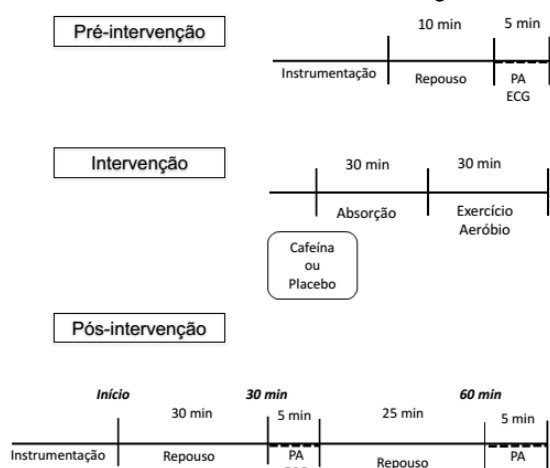 Pré-intervenção
10 min 5 min
Instrumentação Repouso PA
ECG
Intervenção
30 min 30 min
Absorção Exercício
Aeróbio
Cafeína
ou
Placebo
Pós-intervenção
Início 30 min 60 min
30 min 5 min 25 min 5 min
Instrumentação Repouso PA Repouso PA